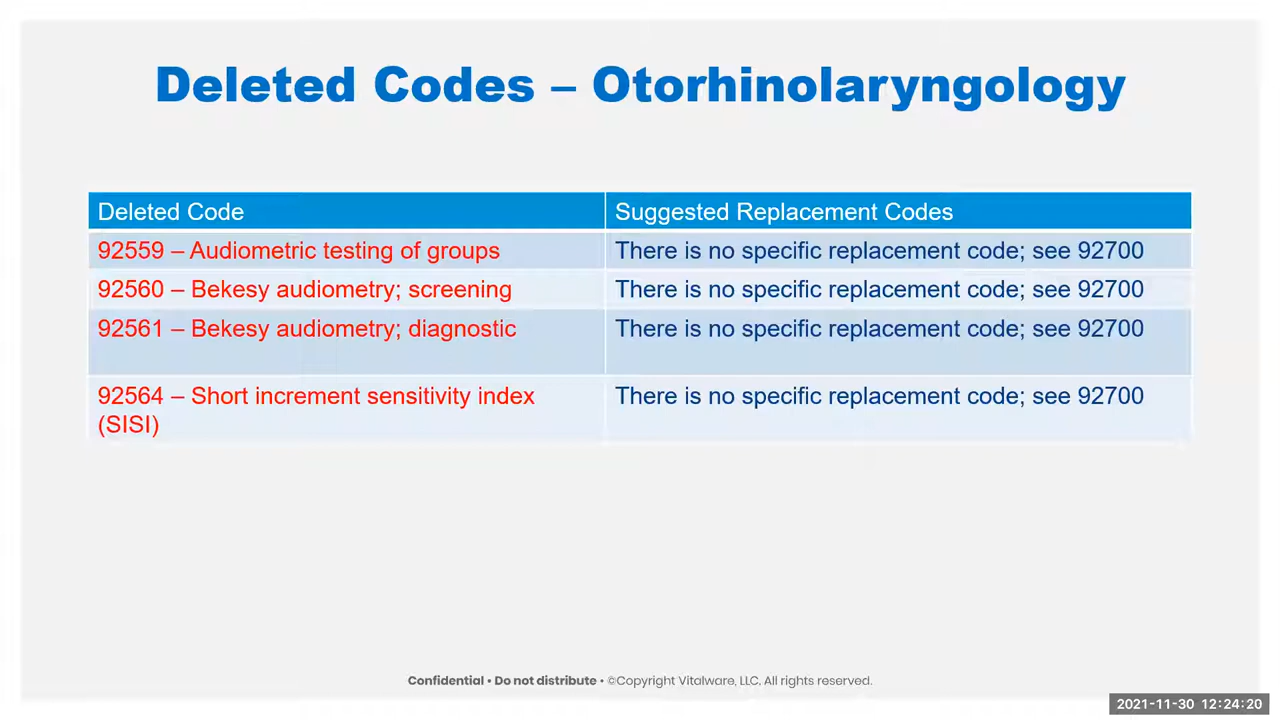 Deleted Codes – Otorhinolaryngology
Deleted Code
Suggested Replacement Codes
92559 – Audiometric testing of groups
There is no specific replacement code; see 92700
92560 – Bekesy audiometry; screening
There is no specific replacement code; see 92700
92561 – Bekesy audiometry; diagnostic
There is no specific replacement code; see 92700
92564 – Short increment sensitivity index
(SISI)
There is no specific replacement code; see 92700
Confidential • Do not distribute • ©Copyright Vitalware, LLC. All rights reserved.
2021-11-30 12:24:20